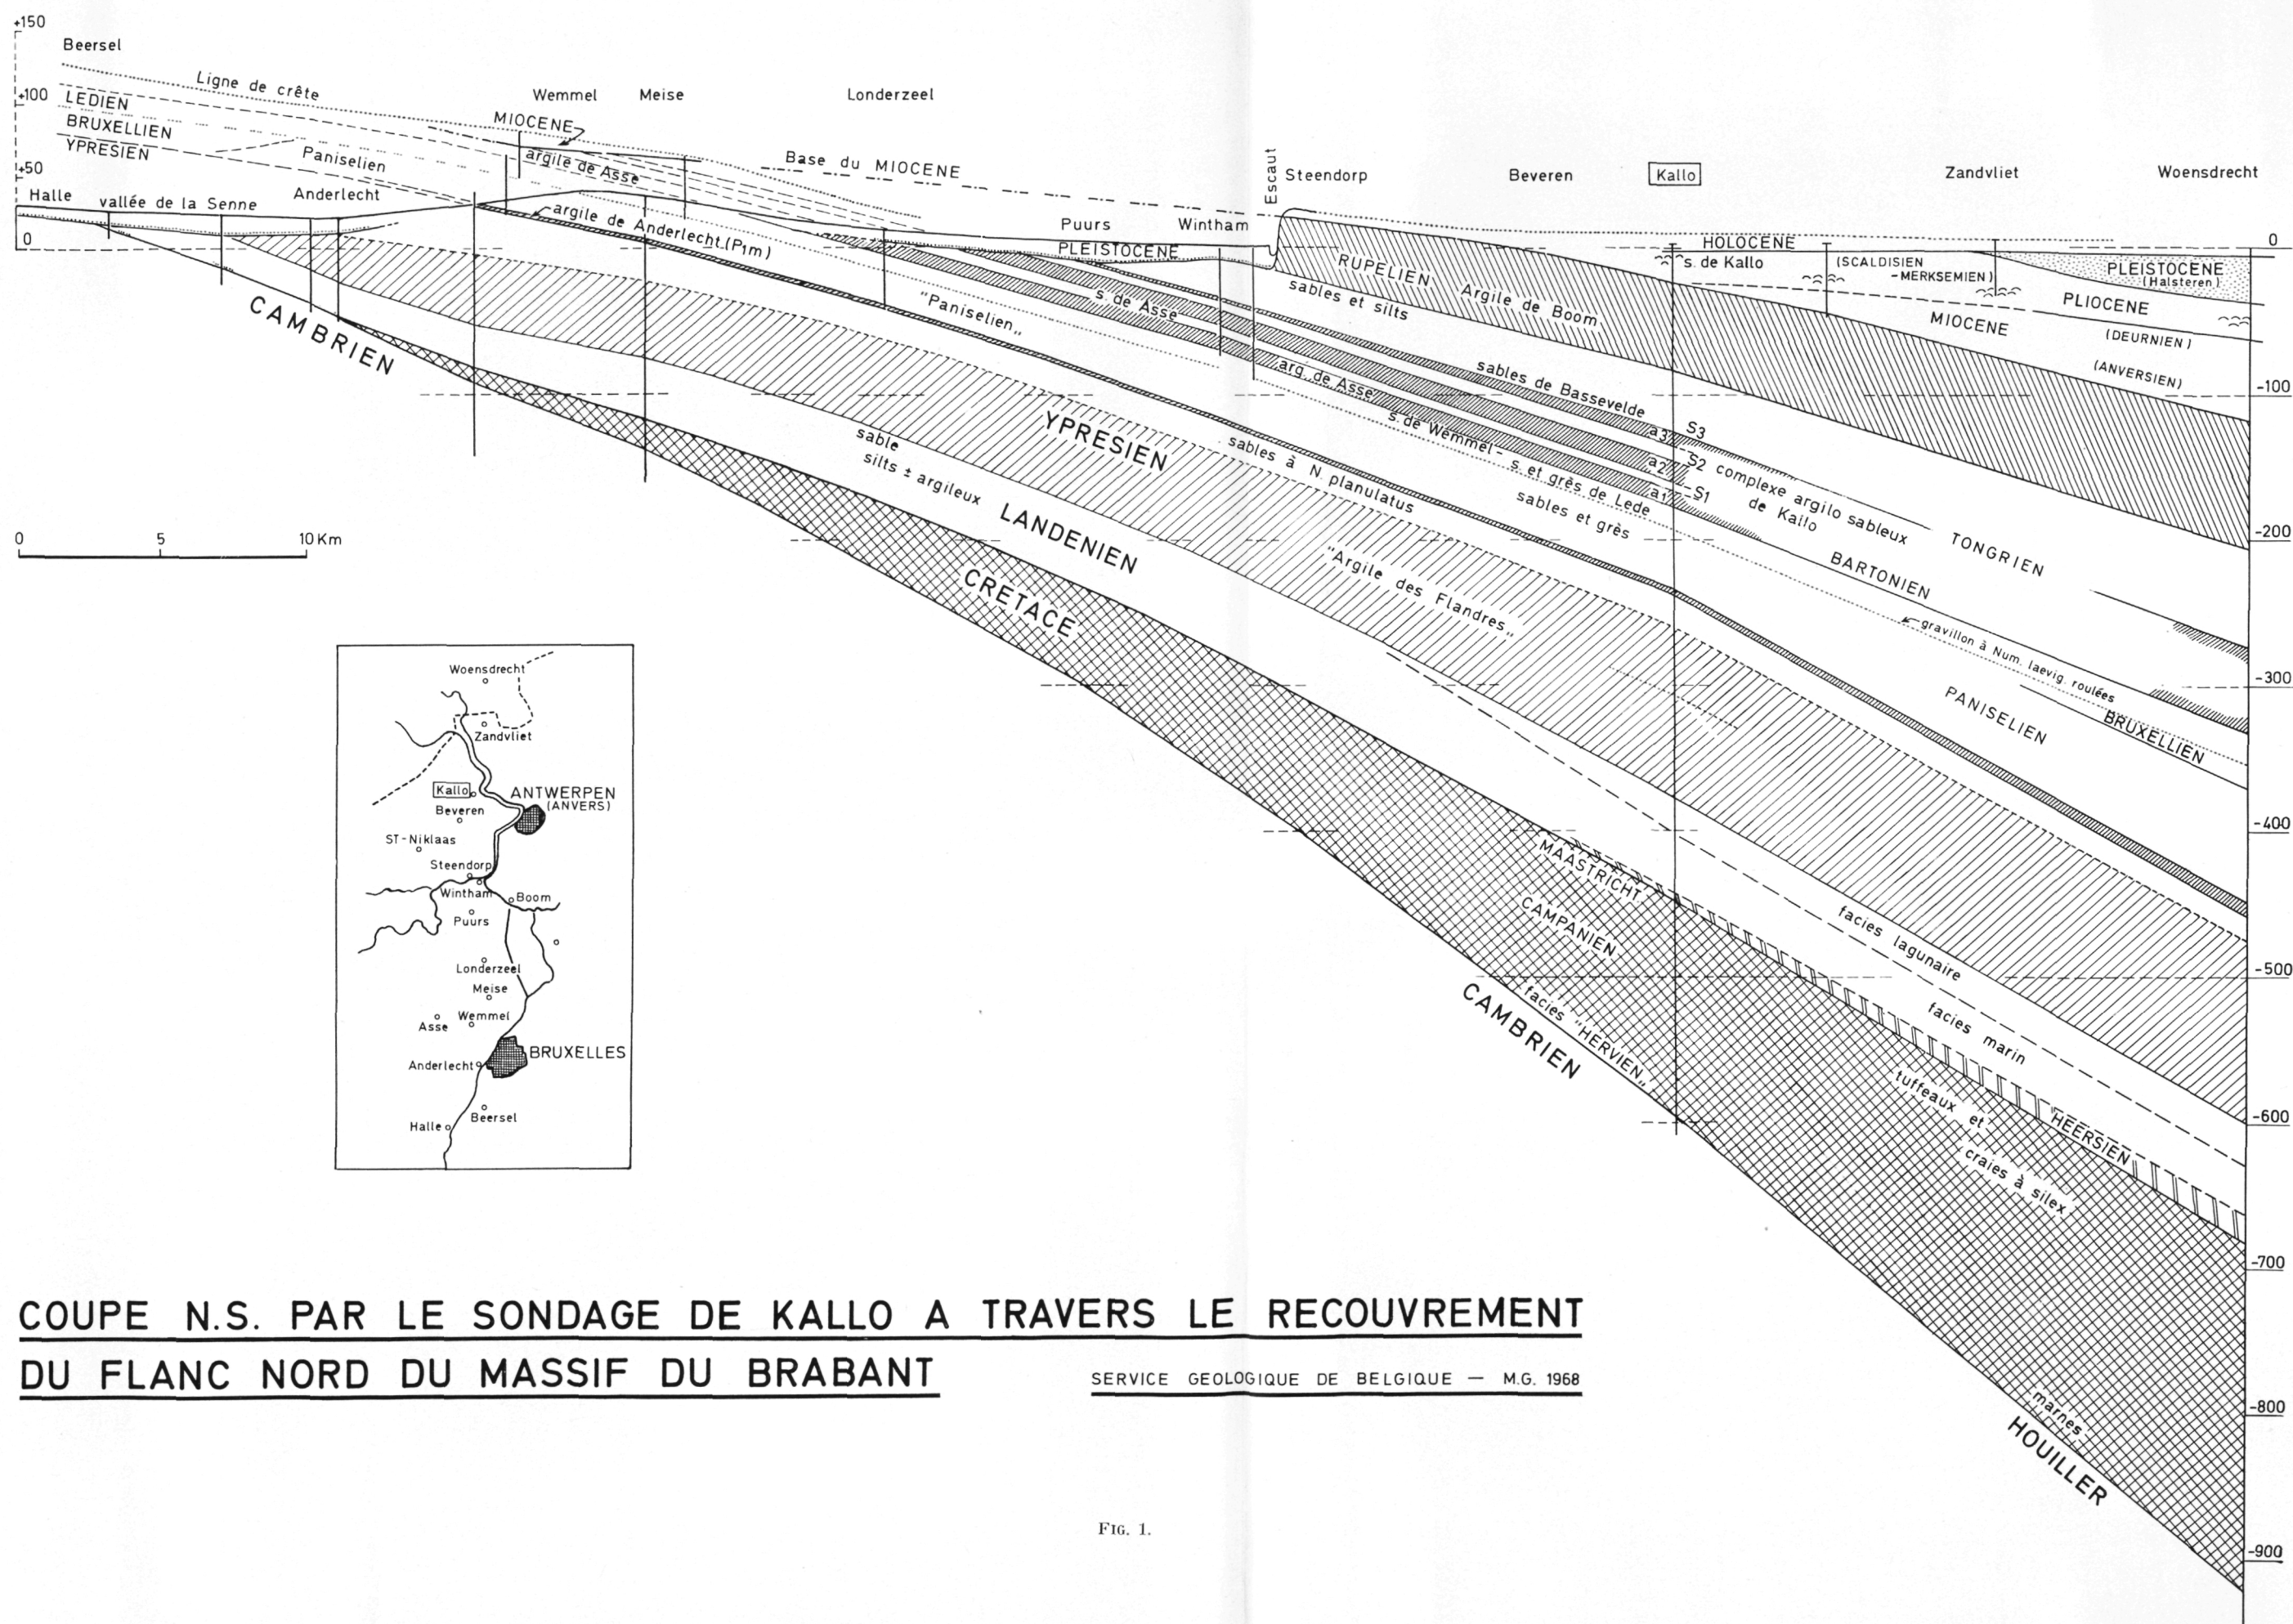 +150
Beersel
Ligne de crête
+100
LEDIEN
BRUXELLIEN
YPRESIEN
+50
Paniselien
Halle
vallée de la Senne
Anderlecht
0
Wemmel
Meise
Londerzeel
MIOCENE
argile de Asse
Base du MIOCENE
argile de Anderlecht (P1m)
Puurs
Wintham
Escaut
Steendorp
Beveren
Kallo
Zandvliet
Woensdrecht
PLEISTOCENE
HOLOCENE
s. de Kallo
(SCALDISIEN
-MERKSEMIEN)
PLEISTOCENE
(Halsteren)
PLIOCENE
(DEURNIEN)
MIOCENE
(ANVERSIEN)
0
-100
-200
-300
-400
-500
-600
-700
-800
-900
RUPELIEN Argile de Boom
sables et silts
"Paniselien„
s. de Asse
sables de Bassevelde
arg. de Asse
s. de Wemmel - s. et grès de Lede
sables et grès
a3
S3
a2
S2
a1
S1
complexe argilo sableux
de Kallo
TONGRIEN
BARTONIEN
gravillon à Num. laevig. roulées
BRUXELLIEN
PANISELIEN
CAMBRIEN
YPRESIEN
sables à N. planulatus
"Argile des Flandres„
sable
silts ± argileux
LANDENIEN
CRETACE
MAASTRICHT
CAMPANIEN
facies "HERVIEN„
CAMBRIEN
facies lagunaire
facies marin
HEERSIEN
tuffeaux et
craies à silex
marnes
HOUILLER
0
5
10 Km
Woensdrecht
Zandvliet
Kallo
ANTWERPEN
(ANVERS)
Beveren
ST-Niklaas
Steendorp
Wintham
Boom
Puurs
Londerzeel
Meise
Asse
Wemmel
BRUXELLES
Anderlecht
Beersel
Halle
COUPE N.S. PAR LE SONDAGE DE KALLO A TRAVERS LE RECOUVREMENT
DU FLANC NORD DU MASSIF DU BRABANT
SERVICE GEOLOGIQUE DE BELGIQUE — M.G. 1968
FIG. 1.